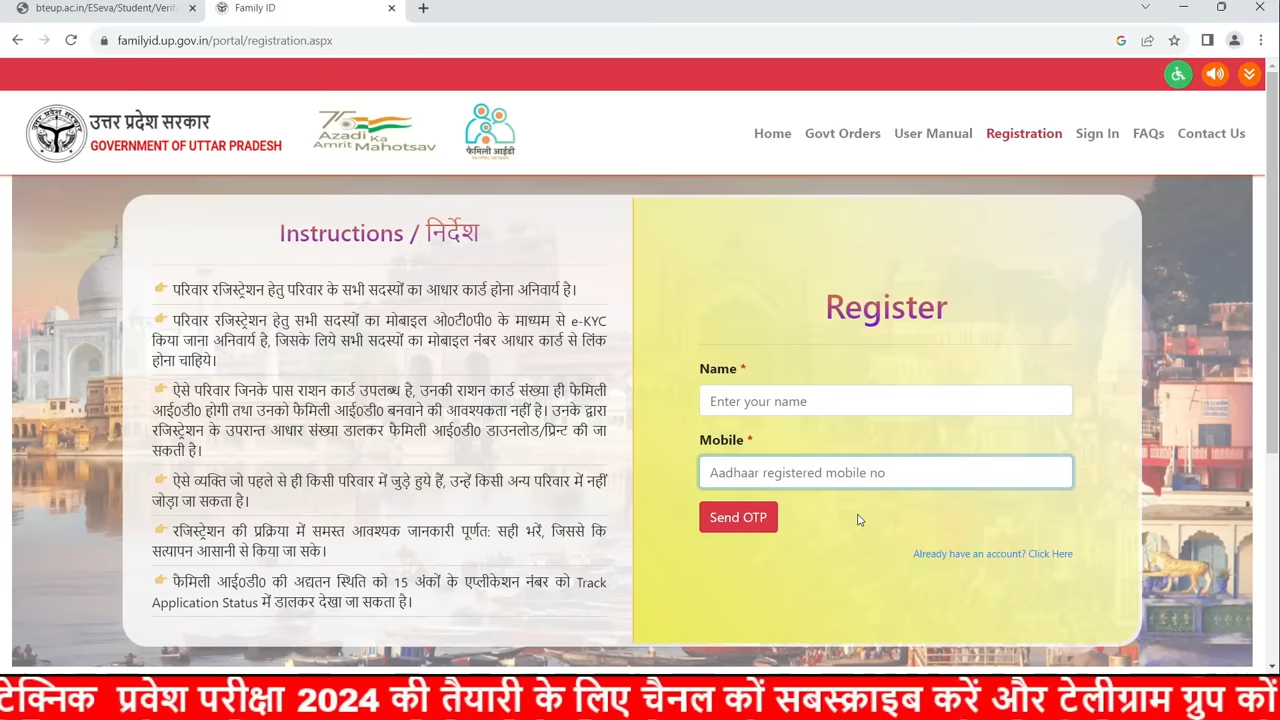 bteup.ac.in/ESeva/Student/Verif
Family ID
familyid.up.gov.in/portal/registration.aspx
उत्तर प्रदेश सरकार
GOVERNMENT OF UTTAR PRADESH
75
Azadi Ka
Amrit Mahotsav
फैमिली आईडी
Home Govt Orders User Manual Registration Sign In FAQs Contact Us
Instructions / निर्देश
परिवार रजिस्ट्रेशन हेतु परिवार के सभी सदस्यों का आधार कार्ड होना अनिवार्य है।
परिवार रजिस्ट्रेशन हेतु सभी सदस्यों का मोबाइल ओ0टी0पी0 के माध्यम से e-KYC
किया जाना अनिवार्य है, जिसके लिये सभी सदस्यों का मोबाइल नंबर आधार कार्ड से लिंक
होना चाहिये।
ऐसे परिवार जिनके पास राशन कार्ड उपलब्ध है, उनकी राशन कार्ड संख्या ही फेमिली
आई0डी0 होगी तथा उनको फैमिली आई0डी0 बनवाने की आवश्यकता नहीं है। उनके द्वारा
रजिस्ट्रेशन के उपरान्त आधार संख्या डालकर फैमिली आई0डी0 डाउनलोड/प्रिन्ट की जा
सकती है।
ऐसे व्यक्ति जो पहले से ही किसी परिवार में जुड़े हुये हैं, उन्हें किसी अन्य परिवार में नहीं
जोड़ा जा सकता है।
रजिस्ट्रेशन की प्रक्रिया में समस्त आवश्यक जानकारी पूर्णत: सही भरें, जिससे कि
सत्यापन आसानी से किया जा सके।
फैमिली आई0डी0 की अद्यतन स्थिति को 15 अंकों के एप्लीकेशन नंबर को Track
Application Status में डालकर देखा जा सकता है।
Register
Name *
Enter your name
Mobile *
Aadhaar registered mobile no
Send OTP
Already have an account? Click Here
टेक्निक प्रवेश परीक्षा 2024 की तैयारी के लिए चैनल कों सबस्क्राइब करें और टेलीग्राम ग्रुप कों